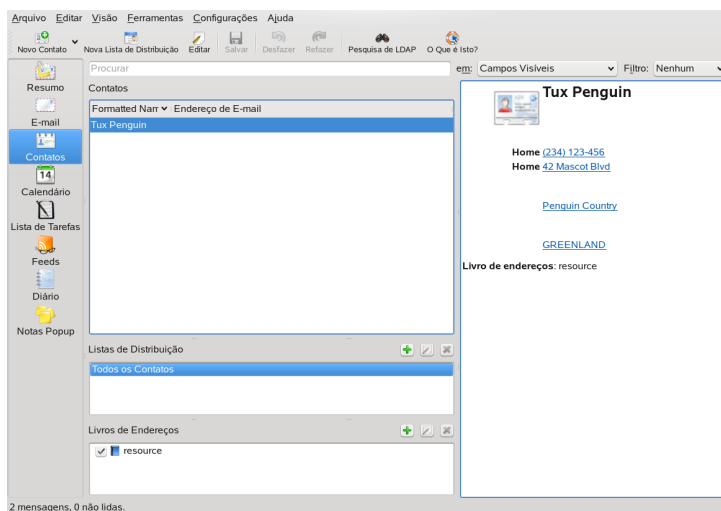 Arquivo Editar Visão Ferramentas Configurações Ajuda
Novo Contato Nova Lista de Distribuição Editar Salvar Desfazer Refazer Pesquisa de LDAP O Que é Isto?
Procurar em: Campos Visíveis Filtro: Nenhum
Resumo
E-mail
Contatos
14
Calendário
Lista de Tarefas
Feeds
Diário
Notas Popup
Contatos
Formatted Narr Endereço de E-mail
Tux Penguin
Listas de Distribuição
Todos os Contatos
Livros de Endereços
resource
Tux Penguin
Home (234) 123-456
Home 42 Mascot Blvd
Penguin Country
GREENLAND
Livro de endereços: resource
2 mensagens, 0 não lidas.